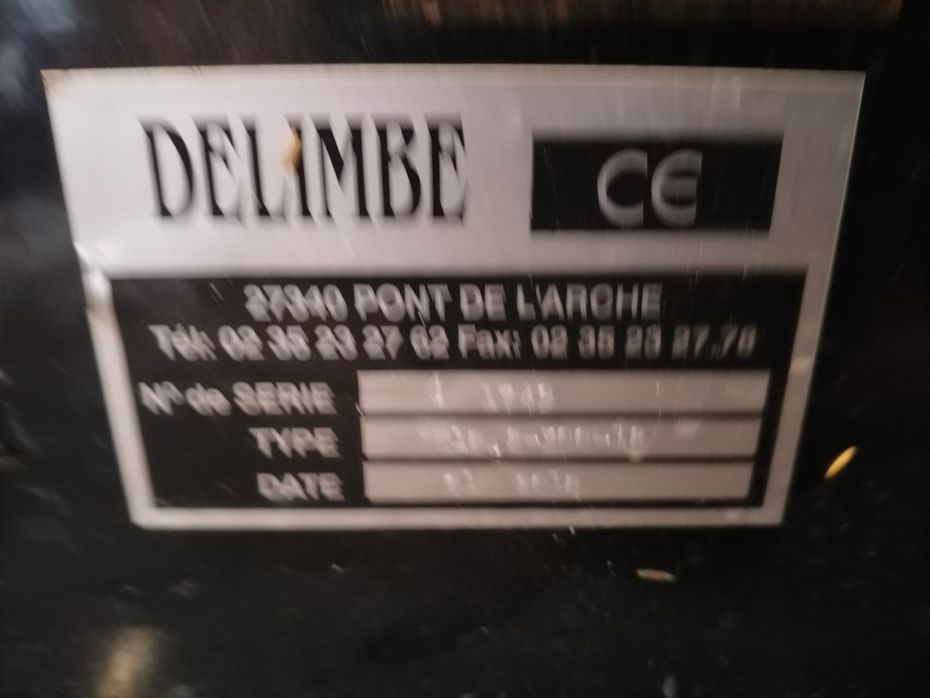 DELIMBE CE
27340 PONT DE L'ARCHE
Tél: 02 35 23 27 62 Fax: 02 35 23 27.78
N° de SERIE
TYPE
DATE